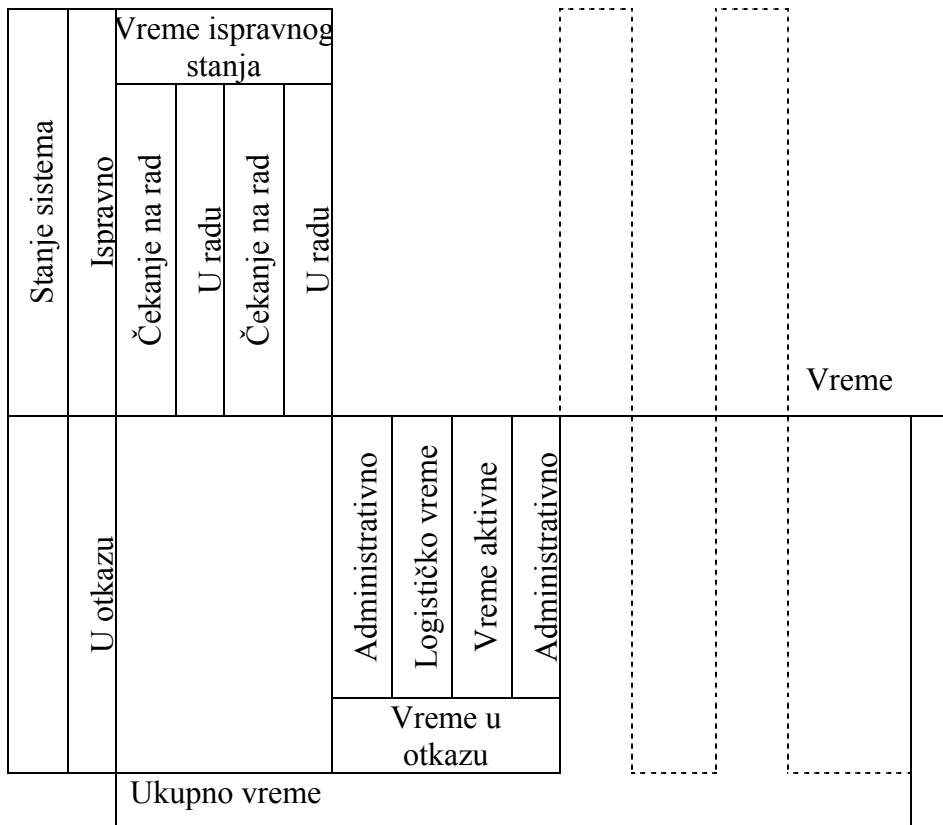 Vreme ispravnog
stanja
Stanje sistema
Ispravno
Čekanje na rad
U radu
Čekanje na rad
U radu
Vreme
U otkazu
Administrativno
Logističko vreme
Vreme aktivne
Administrativno
Vreme u
otkazu
Ukupno vreme